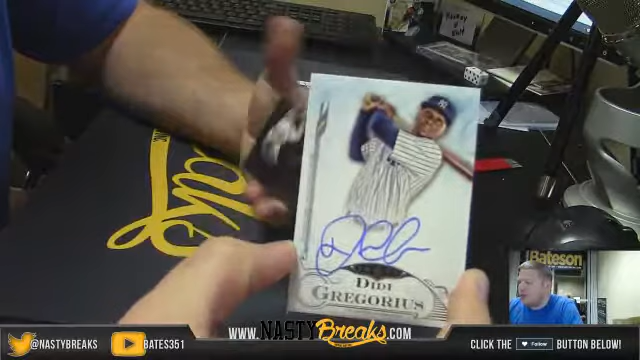 DIDI
GREGORIUS
Bateson
@NASTYBREAKS
BATES351
WWW.NASTYBreaks.COM
CLICK THE Follow BUTTON BELOW!